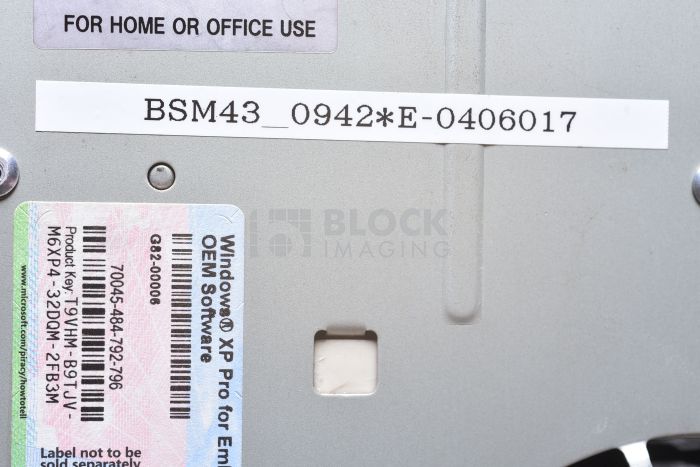 FOR HOME OR OFFICE USE
BSM43_0942*E-0406017
BLOCK
IMAGING
Windows® XP Pro for
OEM Software
G82-00006
70045-484-792-796
Product Key: T9VHM-B9TJV-
M6XP4-32DQM-2FB3M
www.microsoft.com/piracy/howtotell
Label not to be
sold separately